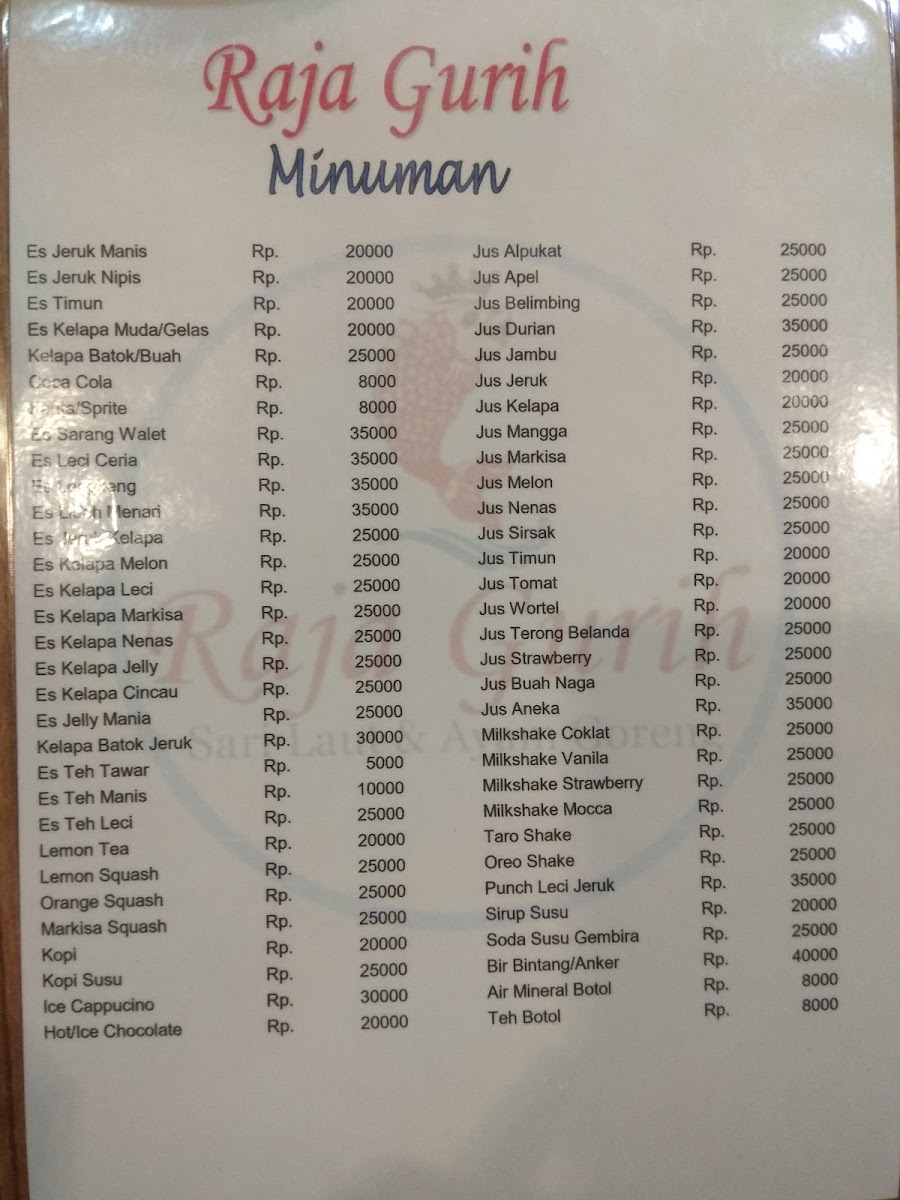 Raja Gurih
Minuman
Es Jeruk Manis Rp. 20000
Es Jeruk Nipis Rp. 20000
Es Timun Rp. 20000
Es Kelapa Muda/Gelas Rp. 20000
Kelapa Batok/Buah Rp. 25000
Coca Cola Rp. 8000
/Sprite Rp. 8000
Es Sarang Walet Rp. 35000
Es Leci Ceria Rp. 35000
Es Rp. 35000
Es Menari Rp. 35000
Es Jeruk Kelapa Rp. 25000
Es Kelapa Melon Rp. 25000
Es Kelapa Leci Rp. 25000
Es Kelapa Markisa Rp. 25000
Es Kelapa Nenas Rp. 25000
Es Kelapa Jelly Rp. 25000
Es Kelapa Cincau Rp. 25000
Es Jelly Mania Rp. 25000
Kelapa Batok Jeruk Rp. 30000
Es Teh Tawar Rp. 5000
Es Teh Manis Rp. 10000
Es Teh Leci Rp. 25000
Lemon Tea Rp. 20000
Lemon Squash Rp. 25000
Orange Squash Rp. 25000
Markisa Squash Rp. 25000
Kopi Rp. 20000
Kopi Susu Rp. 25000
Ice Cappucino Rp. 30000
Hot/Ice Chocolate Rp. 20000
Jus Alpukat Rp. 25000
Jus Apel Rp. 25000
Jus Belimbing Rp. 25000
Jus Durian Rp. 35000
Jus Jambu Rp. 25000
Jus Jeruk Rp. 20000
Jus Kelapa Rp. 20000
Jus Mangga Rp. 25000
Jus Markisa Rp. 25000
Jus Melon Rp. 25000
Jus Nenas Rp. 25000
Jus Sirsak Rp. 25000
Jus Timun Rp. 20000
Jus Tomat Rp. 20000
Jus Wortel Rp. 20000
Jus Terong Belanda Rp. 25000
Jus Strawberry Rp. 25000
Jus Buah Naga Rp. 25000
Jus Aneka Rp. 35000
Milkshake Coklat Rp. 25000
Milkshake Vanila Rp. 25000
Milkshake Strawberry Rp. 25000
Milkshake Mocca Rp. 25000
Taro Shake Rp. 25000
Oreo Shake Rp. 25000
Punch Leci Jeruk Rp. 35000
Sirup Susu Rp. 20000
Soda Susu Gembira Rp. 25000
Bir Bintang/Anker Rp. 40000
Air Mineral Botol Rp. 8000
Teh Botol Rp. 8000
Raja Gurih
Sari Laut & Ayam Goreng